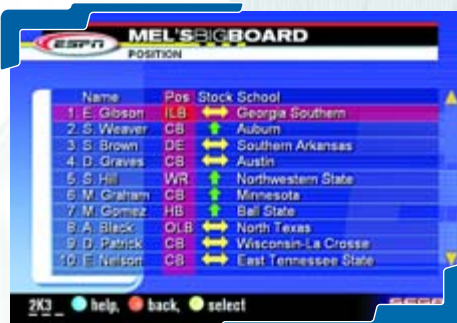 ESPN MEL'S BIG BOARD
POSITION
Name Pos Stock School
1. E. Gibson ILB Georgia Southern
2. S. Weaver CB Auburn
3. S. Brown DE Southern Arkansas
4. D. Graves CB Austin
5. S. Hill WR Northwestern State
6. M. Graham CB Minnesota
7. M. Gomez HB Ball State
8. A. Black OLB North Texas
9. D. Patrick CB Wisconsin-La Crosse
10. E. Nelson CB East Tennessee State
2K3_ help, back, select